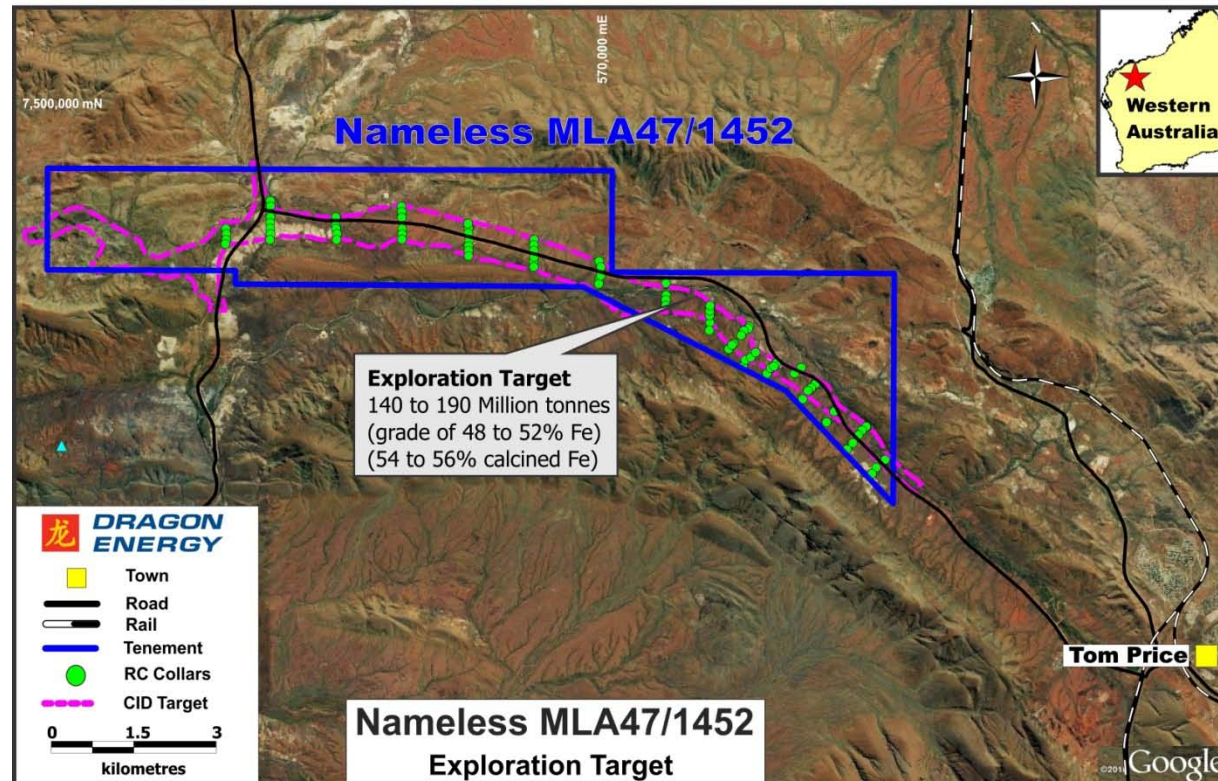 570,000 mE
7,500,000 mN
Nameless MLA47/1452
Western
Australia
Exploration Target
140 to 190 Million tonnes
(grade of 48 to 52% Fe)
(54 to 56% calcined Fe)
龙 DRAGON
ENERGY
Town
Road
Rail
Tenement
RC Collars
CID Target
0 1.5 3
kilometres
Tom Price
Nameless MLA47/1452
Exploration Target
Google